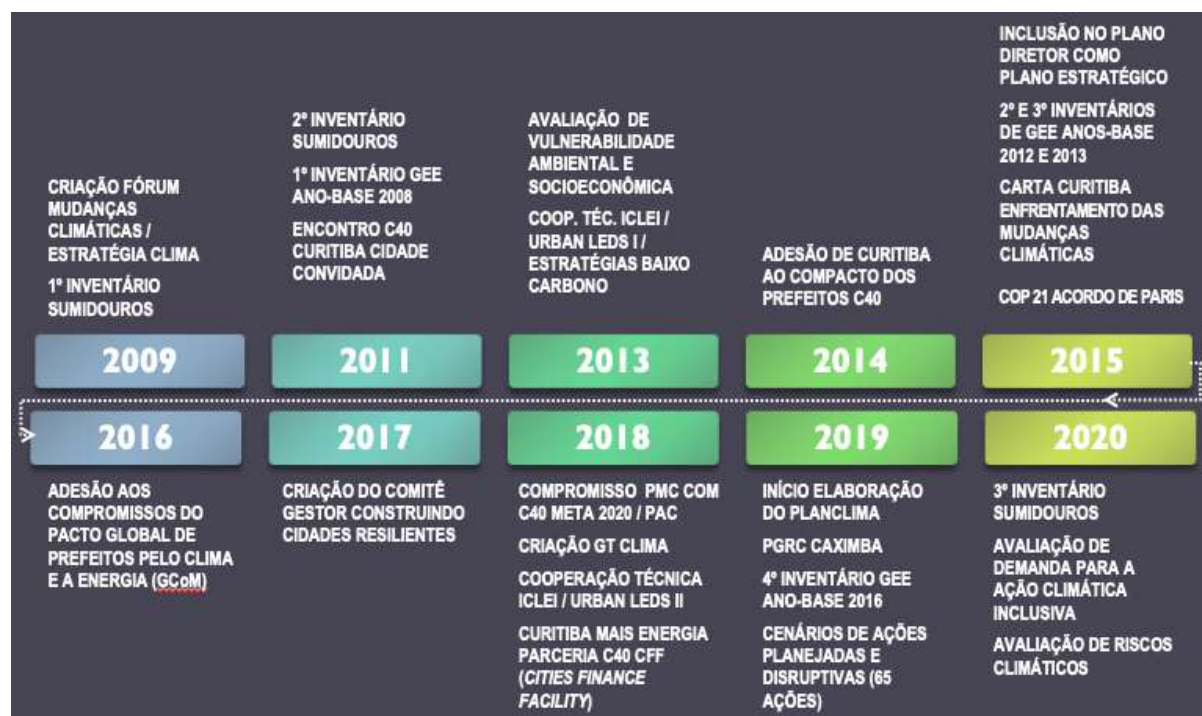 CRIAÇÃO FÓRUM
MUDANÇAS
CLIMÁTICAS /
ESTRATÉGIA CLIMA
1º INVENTÁRIO
SUMIDOUROS
2009
2º INVENTÁRIO
SUMIDOUROS
1º INVENTÁRIO GEE
ANO-BASE 2008
ENCONTRO C40
CURITIBA CIDADE
CONVIDADA
2011
AVALIAÇÃO DE
VULNERABILIDADE
AMBIENTAL E
SOCIOECONÔMICA
COOP. TÉC. ICLEI /
URBAN LEDS I /
ESTRATÉGIAS BAIXO
CARBONO
2013
ADESÃO DE CURITIBA
AO COMPACTO DOS
PREFEITOS C40
2014
INCLUSÃO NO PLANO
DIRETOR COMO
PLANO ESTRATÉGICO
2º E 3º INVENTÁRIOS
DE GEE ANOS-BASE
2012 E 2013
CARTA CURITIBA
ENFRENTAMENTO DAS
MUDANÇAS
CLIMÁTICAS
COP 21 ACORDO DE PARIS
2015
2016
ADESÃO AOS
COMPROMISSOS DO
PACTO GLOBAL DE
PREFEITOS PELO CLIMA
E A ENERGIA (GCoM)
2017
CRIAÇÃO DO COMITÊ
GESTOR CONSTRUINDO
CIDADES RESILIENTES
2018
COMPROMISSO PMC COM
C40 META 2020 / PAC
CRIAÇÃO GT CLIMA
COOPERAÇÃO TÉCNICA
ICLEI / URBAN LEDS II
CURITIBA MAIS ENERGIA
PARCERIA C40 CFF
(CITIES FINANCE
FACILITY)
2019
INÍCIO ELABORAÇÃO
DO PLANCLIMA
PGRC CAXIMBA
4º INVENTÁRIO GEE
ANO-BASE 2016
CENÁRIOS DE AÇÕES
PLANEJADAS E
DISRUPTIVAS (65
AÇÕES)
2020
3º INVENTÁRIO
SUMIDOUROS
AVALIAÇÃO DE
DEMANDA PARA A
AÇÃO CLIMÁTICA
INCLUSIVA
AVALIAÇÃO DE RISCOS
CLIMÁTICOS